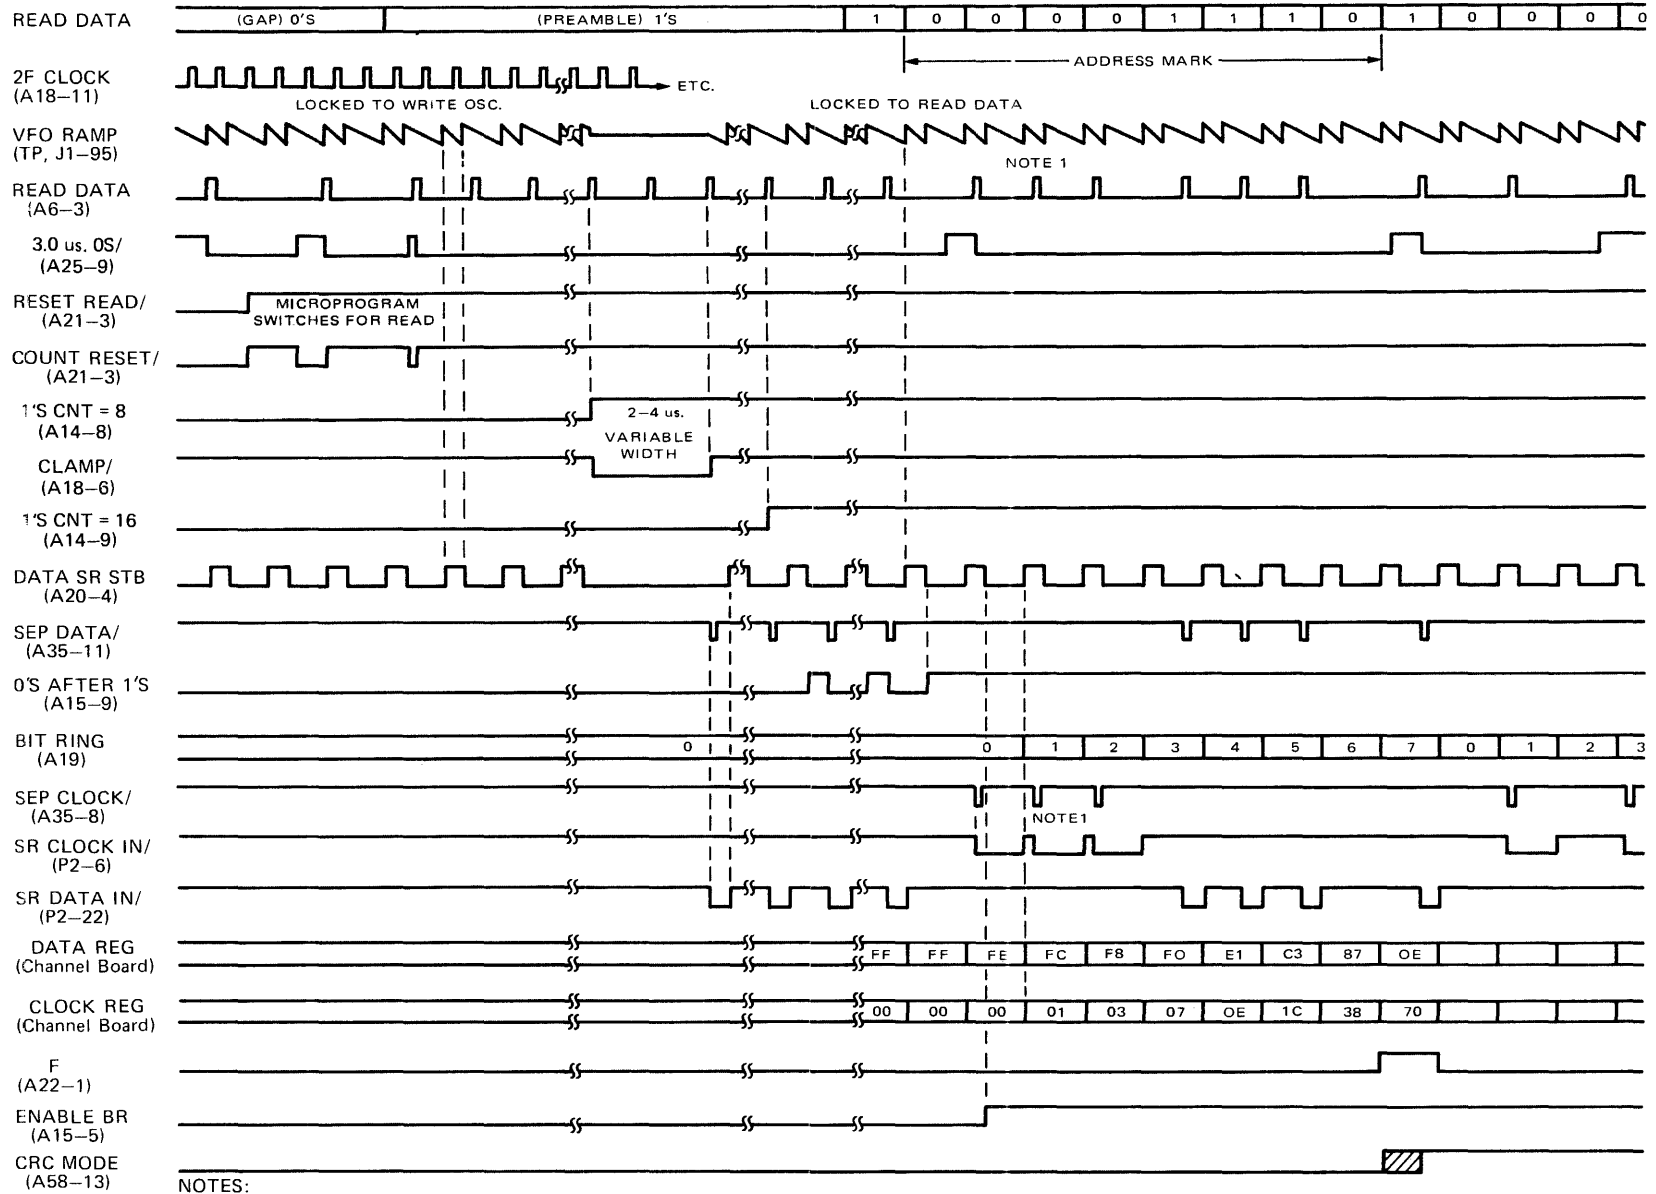 READ DATA (GAP) 0'S (PREAMBLE) 1'S 1 0 0 0 0 1 1 1 0 1 0 0 0 0
ADDRESS MARK
2F CLOCK
(A18–11)
ETC.
LOCKED TO WRITE OSC. LOCKED TO READ DATA
VFO RAMP
(TP, J1–95)
NOTE 1
READ DATA
(A6–3)
3.0 us. 0S/
(A25–9)
RESET READ/
(A21–3)
MICROPROGRAM
SWITCHES FOR READ
COUNT RESET/
(A21–3)
1'S CNT = 8
(A14–8)
2–4 us.
VARIABLE
WIDTH
CLAMP/
(A18–6)
1'S CNT = 16
(A14–9)
DATA SR STB
(A20–4)
SEP DATA/
(A35–11)
0'S AFTER 1'S
(A15–9)
BIT RING
(A19)
0 0 1 2 3 4 5 6 7 0 1 2 3
SEP CLOCK/
(A35–8)
NOTE1
SR CLOCK IN/
(P2–6)
SR DATA IN/
(P2–22)
DATA REG
(Channel Board)
FF FF FE FC F8 F0 E1 C3 87 OE
CLOCK REG
(Channel Board)
00 00 00 01 03 07 OE 1C 38 70
F
(A22–1)
ENABLE BR
(A15–5)
CRC MODE
(A58–13)
NOTES: